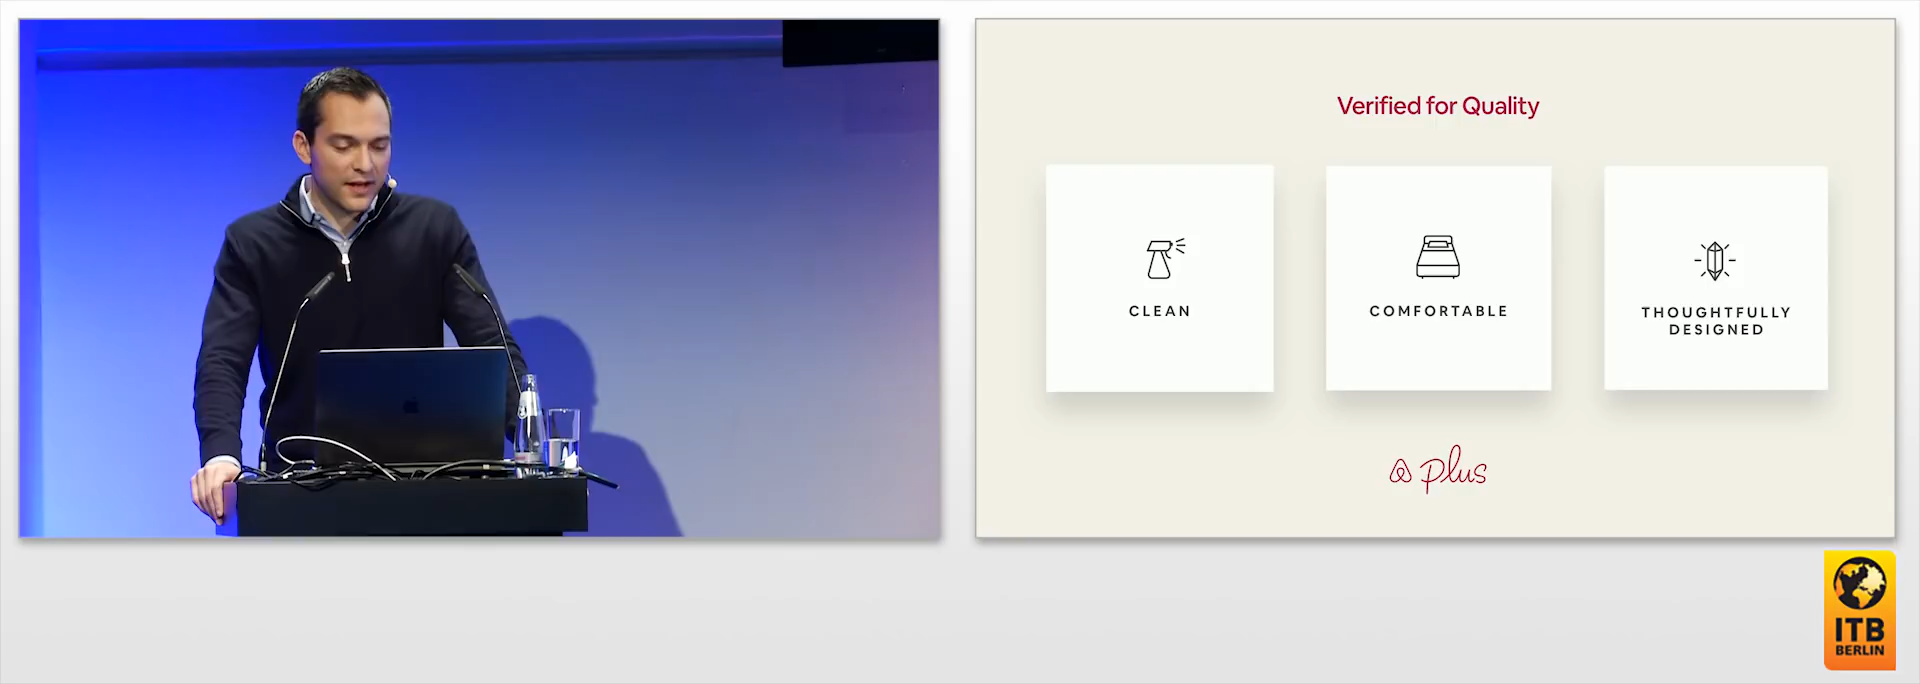 Verified for Quality
CLEAN
COMFORTABLE
THOUGHTFULLY
DESIGNED
plus
ITB
BERLIN